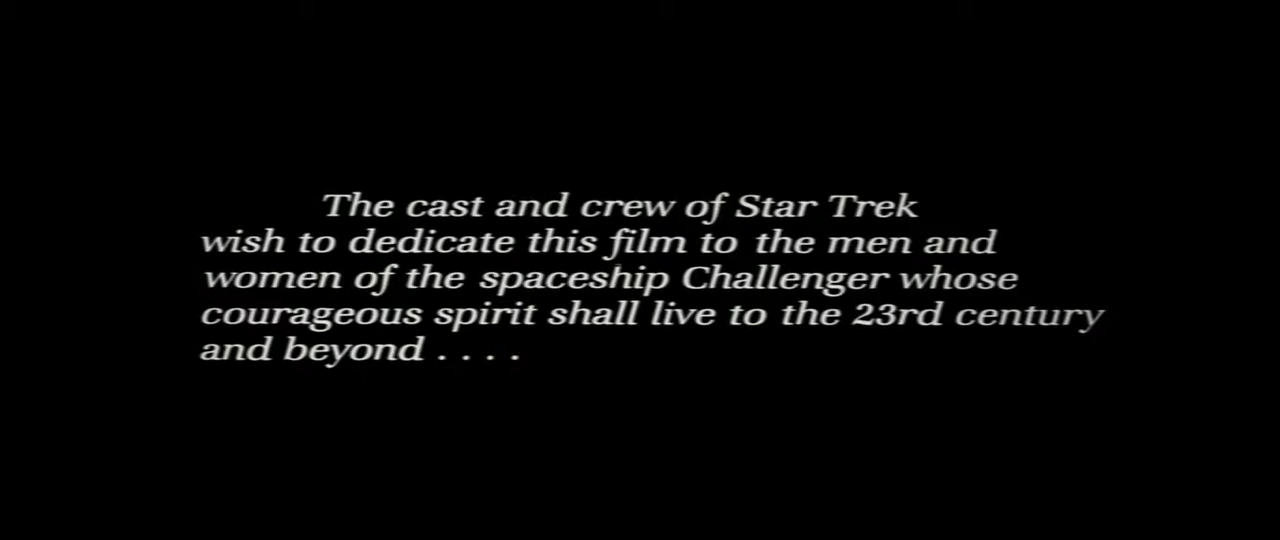 The cast and crew of Star Trek
wish to dedicate this film to the men and
women of the spaceship Challenger whose
courageous spirit shall live to the 23rd century
and beyond . . . .